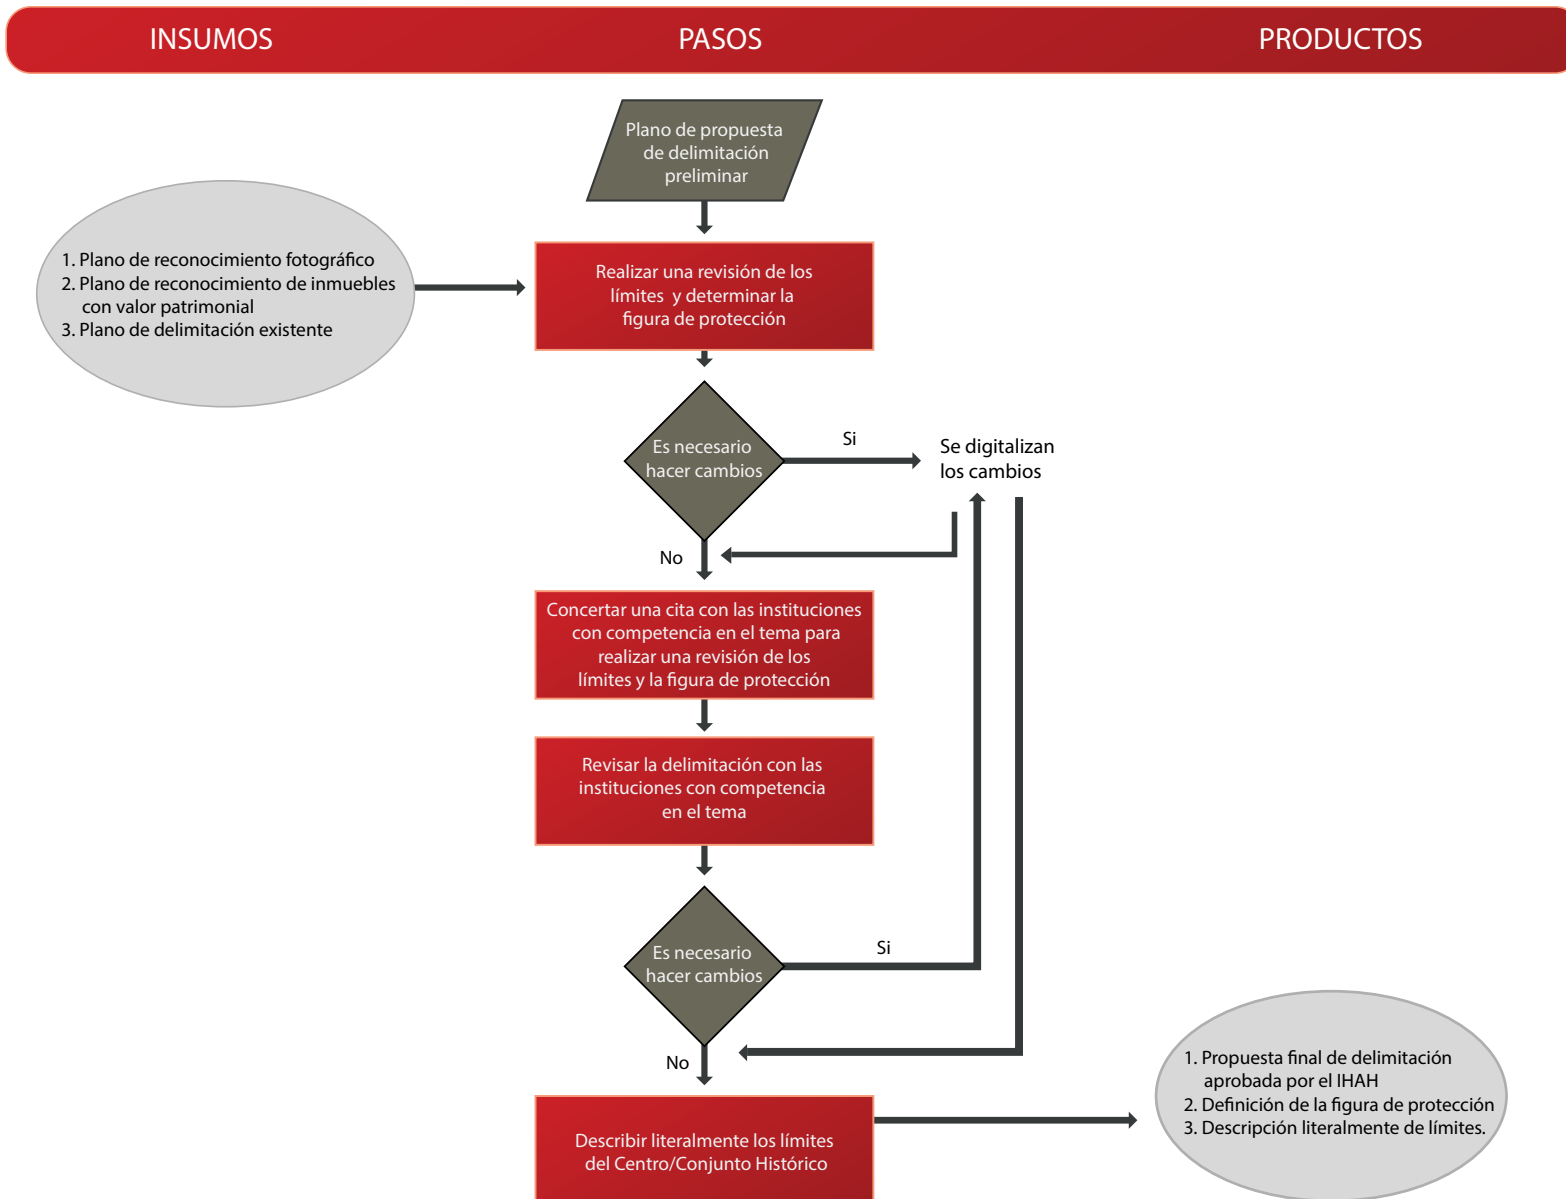 INSUMOS
PASOS
PRODUCTOS
Plano de propuesta
de delimitación
preliminar
1. Plano de reconocimiento fotográfico
2. Plano de reconocimiento de inmuebles
con valor patrimonial
3. Plano de delimitación existente
Realizar una revisión de los
límites y determinar la
figura de protección
Es necesario
hacer cambios
Si
Se digitalizan
los cambios
No
Concertar una cita con las instituciones
con competencia en el tema para
realizar una revisión de los
límites y la figura de protección
Revisar la delimitación con las
instituciones con competencia
en el tema
Es necesario
hacer cambios
Si
No
Describir literalmente los límites
del Centro/Conjunto Histórico
1. Propuesta final de delimitación
aprobada por el IHAH
2. Definición de la figura de protección
3. Descripción literalmente de límites.